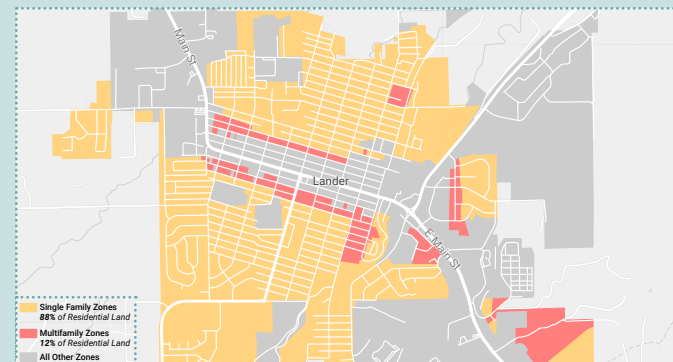 Main St
Lander
E Main St
Single Family Zones
88% of Residential Land
Multifamily Zones
12% of Residential Land
All Other Zones